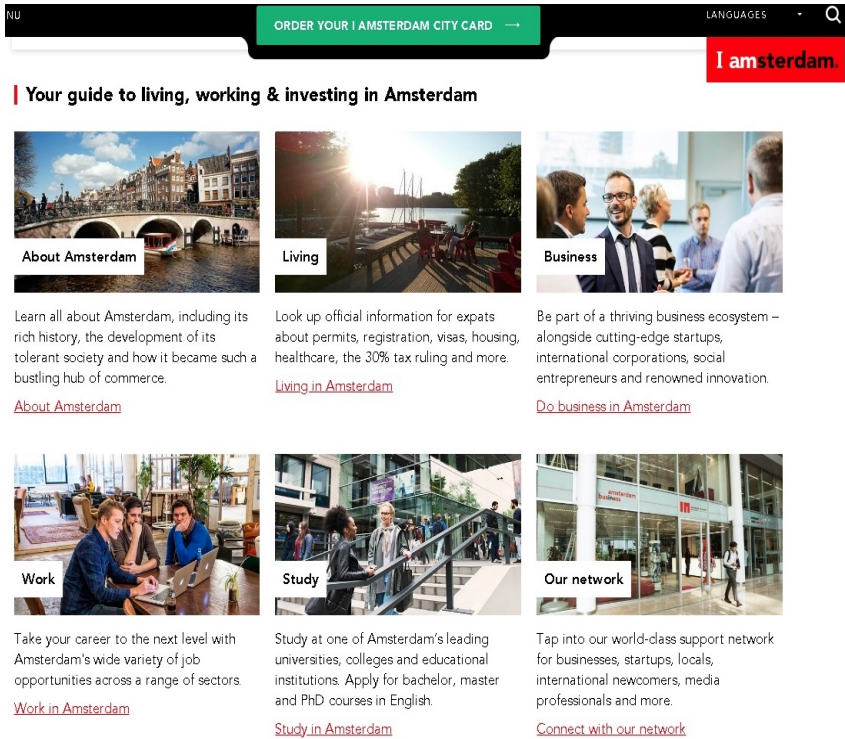 NU
ORDER YOUR I AMSTERDAM CITY CARD →
LANGUAGES
I amsterdam.
Your guide to living, working & investing in Amsterdam
About Amsterdam
Learn all about Amsterdam, including its
rich history, the development of its
tolerant society and how it became such a
bustling hub of commerce.
About Amsterdam
Living
Look up official information for expats
about permits, registration, visas, housing,
healthcare, the 30% tax ruling and more.
Living in Amsterdam
Business
Be part of a thriving business ecosystem –
alongside cutting-edge startups,
international corporations, social
entrepreneurs and renowned innovation.
Do business in Amsterdam
Work
Take your career to the next level with
Amsterdam's wide variety of job
opportunities across a range of sectors.
Work in Amsterdam
Study
Study at one of Amsterdam's leading
universities, colleges and educational
institutions. Apply for bachelor, master
and PhD courses in English.
Study in Amsterdam
amsterdam
business
in
Our network
Tap into our world-class support network
for businesses, startups, locals,
international newcomers, media
professionals and more.
Connect with our network